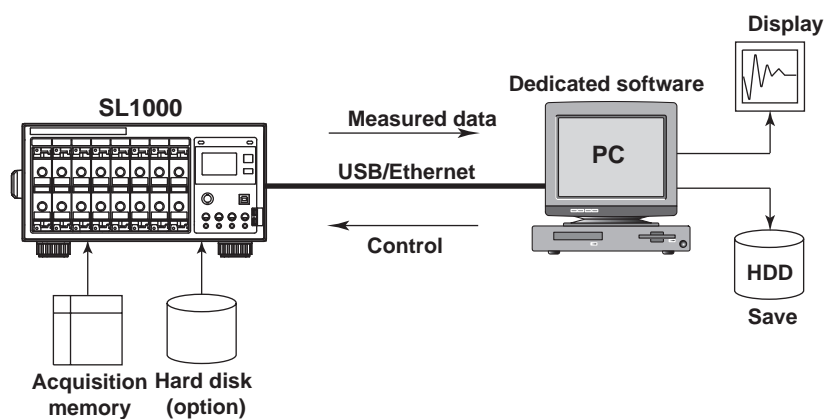 Display
Dedicated software
SL1000
Measured data
PC
USB/Ethernet
Control
HDD
Save
Acquisition
memory
Hard disk
(option)